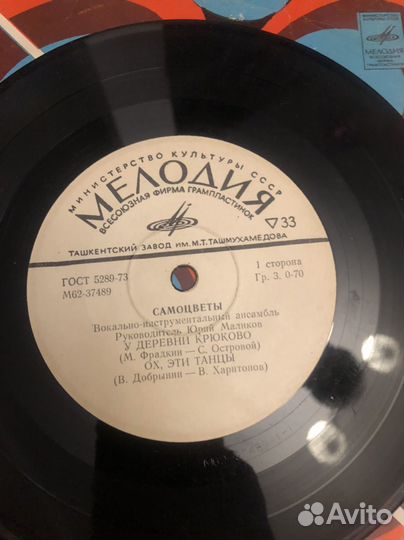 МИНИСТЕРСТВО КУЛЬТУРЫ СССР
МЕЛОДИЯ
ВСЕСОЮЗНАЯ ФИРМА ГРАМПЛАСТИНОК
▽33
ТАШКЕНТСКИЙ ЗАВОД ИМ. М.Т. ТАШМУХАМЕДОВА
ГОСТ 5289-73
М62-37489
1 сторона
Гр. 3. 0-70
САМОЦВЕТЫ
Вокально-инструментальный ансамбль
Руководитель Юрий Маликов
У ДЕРЕВНИ КРЮКОВО
(М. Фрадкин — С. Островой)
ОХ, ЭТИ ТАНЦЫ
(В. Добрынин — В. Харитонов)
МЕЛОДИЯ
Avito